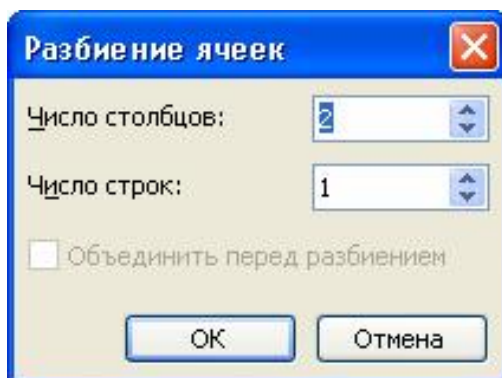 Разбиение ячеек
Число столбцов: 2
Число строк: 1
Объединить перед разбиением
ОК Отмена